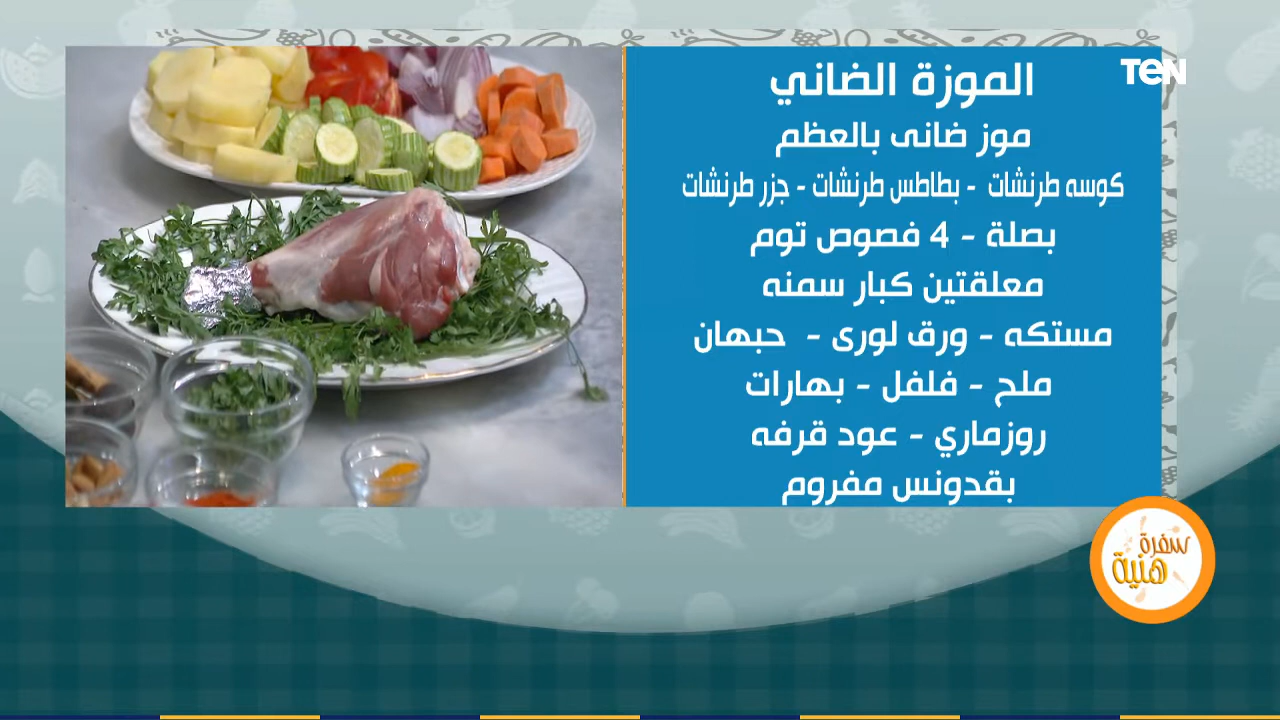 TEN
الموزة الضاني
موز ضانى بالعظم
كوسه طرنشات - بطاطس طرنشات - جزر طرنشات
بصلة - 4 فصوص توم
معلقتين كبار سمنه
مستكه - ورق لورى - حبهان
ملح - فلفل - بهارات
روزماري - عود قرفه
بقدونس مفروم
سفرة
هنية